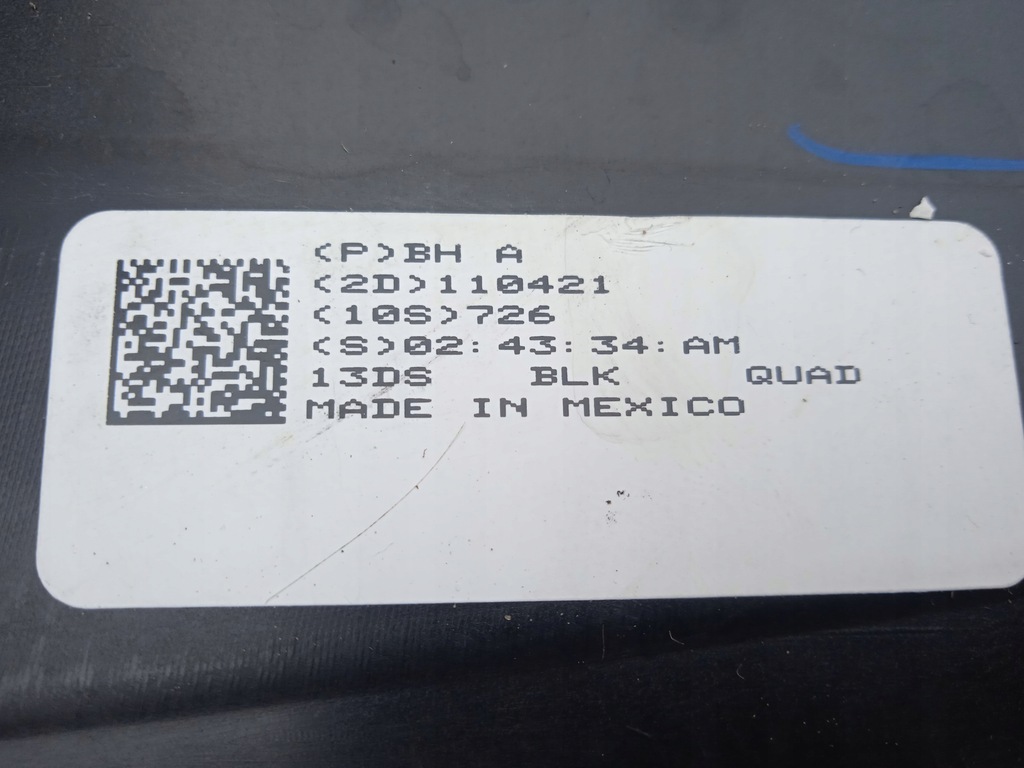 (P)BH A
(2D)110421
(10S)726
(S)02:43:34:AM
13DS BLK QUAD
MADE IN MEXICO